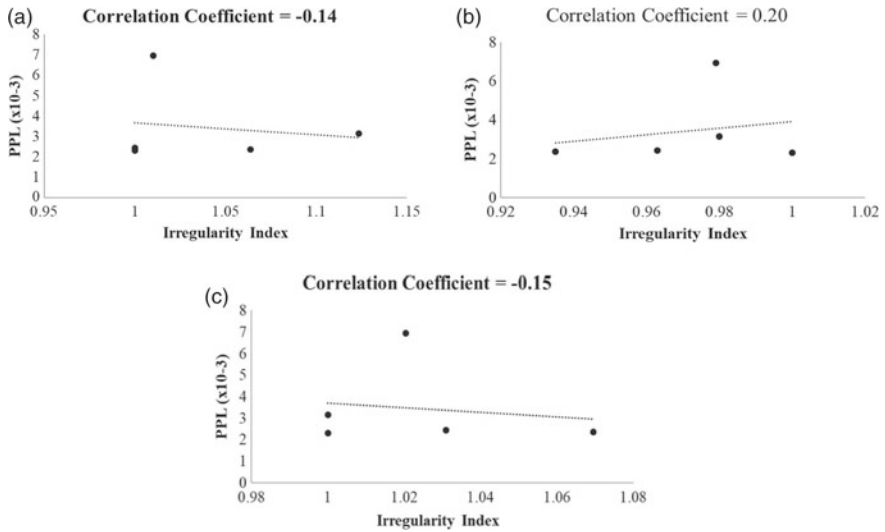 (a)
Correlation Coefficient = -0.14
PPL (x10-3)
8
7
6
5
4
3
2
1
0
0.95 1 1.05 1.1 1.15
Irregularity Index
(b)
Correlation Coefficient = 0.20
PPL (x10-3)
8
6
4
2
0
0.92 0.94 0.96 0.98 1 1.02
Irregularity Index
(c)
Correlation Coefficient = -0.15
PPL (x10-3)
8
7
6
5
4
3
2
1
0
0.98 1 1.02 1.04 1.06 1.08
Irregularity Index